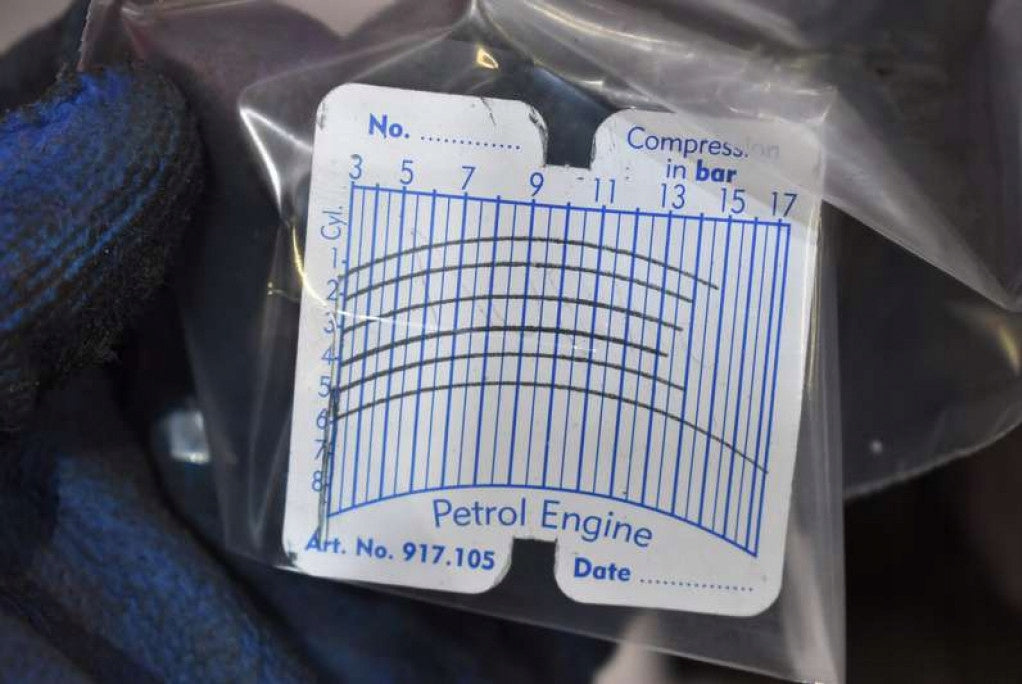 No. ..............
Compression
in bar
3 5 7 9 11 13 15 17
Cyl.
1
2
3
4
5
6
7
8
Petrol Engine
Art. No. 917.105
Date ................